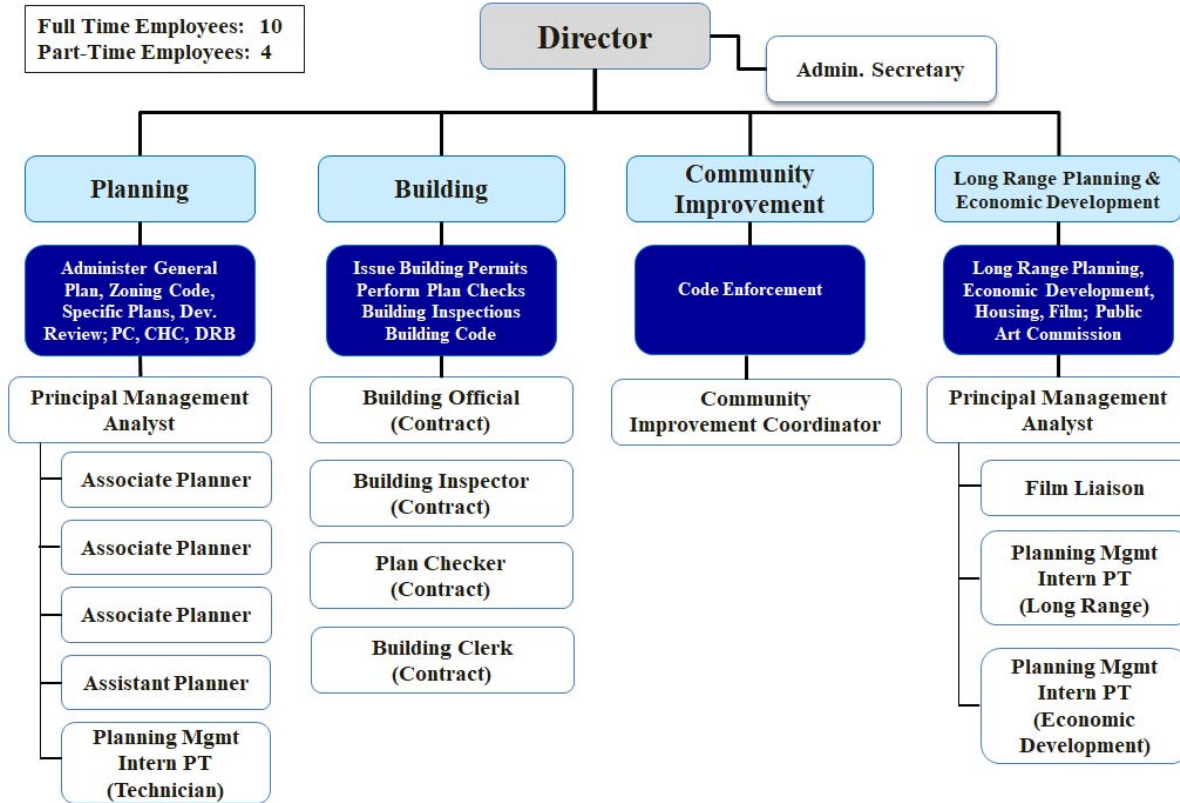 Full Time Employees: 10
Part-Time Employees: 4
Director
Admin. Secretary
Planning
Building
Community
Improvement
Long Range Planning &
Economic Development
Administer General
Plan, Zoning Code,
Specific Plans, Dev.
Review; PC, CHC, DRB
Issue Building Permits
Perform Plan Checks
Building Inspections
Building Code
Code Enforcement
Long Range Planning,
Economic Development,
Housing, Film; Public
Art Commission
Principal Management
Analyst
Associate Planner
Associate Planner
Associate Planner
Assistant Planner
Planning Mgmt
Intern PT
(Technician)
Building Official
(Contract)
Building Inspector
(Contract)
Plan Checker
(Contract)
Building Clerk
(Contract)
Community
Improvement Coordinator
Principal Management
Analyst
Film Liaison
Planning Mgmt
Intern PT
(Long Range)
Planning Mgmt
Intern PT
(Economic
Development)